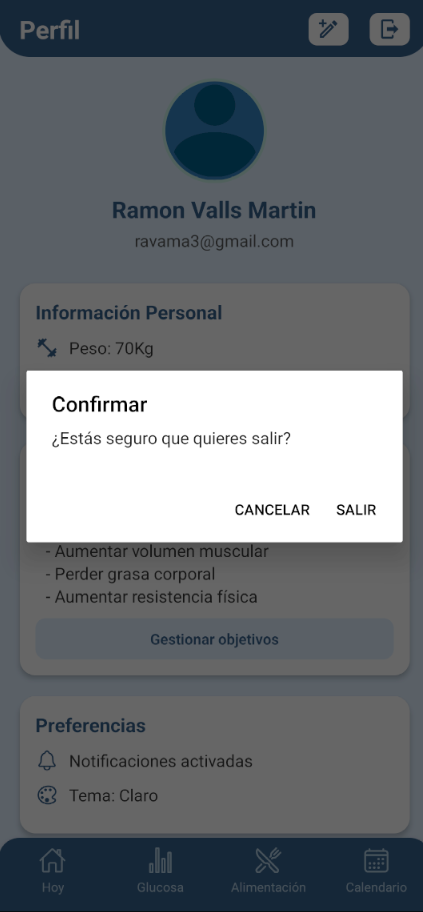 Perfil
Ramon Valls Martin
ravama3@gmail.com
Información Personal
Peso: 70Kg
Confirmar
¿Estás seguro que quieres salir?
CANCELAR SALIR
- Aumentar volumen muscular
- Perder grasa corporal
- Aumentar resistencia física
Gestionar objetivos
Preferencias
Notificaciones activadas
Tema: Claro
Hoy Glucosa Alimentación Calendario